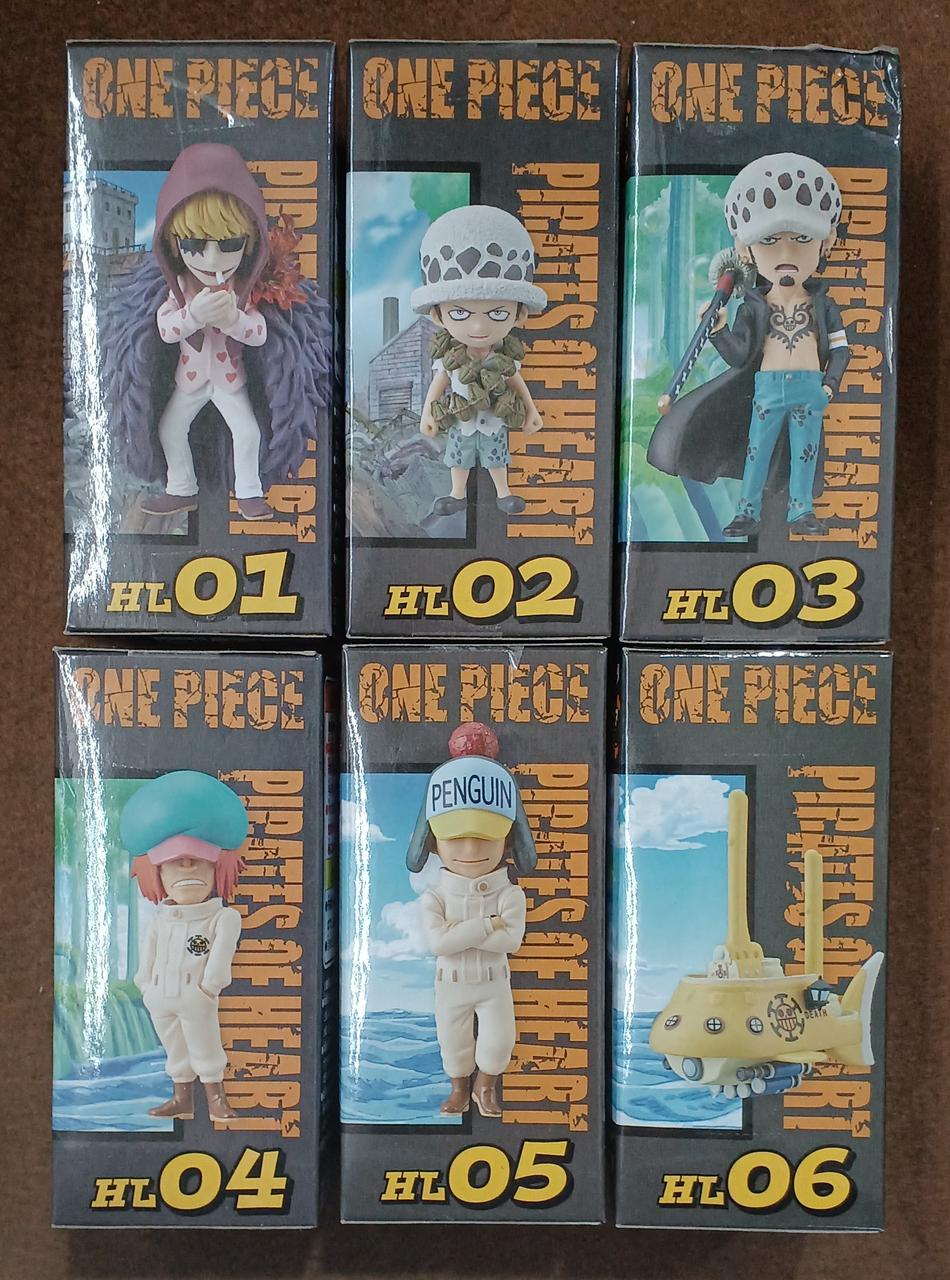 ONE PIECE
PIRATES OF HEART
HL01
ONE PIECE
PIRATES OF HEART
HL02
ONE PIECE
PIRATES OF HEART
HL03
ONE PIECE
PIRATES OF HEART
HL04
ONE PIECE
PENGUIN
PIRATES OF HEART
HL05
ONE PIECE
PIRATES OF HEART
DEATH
HL06